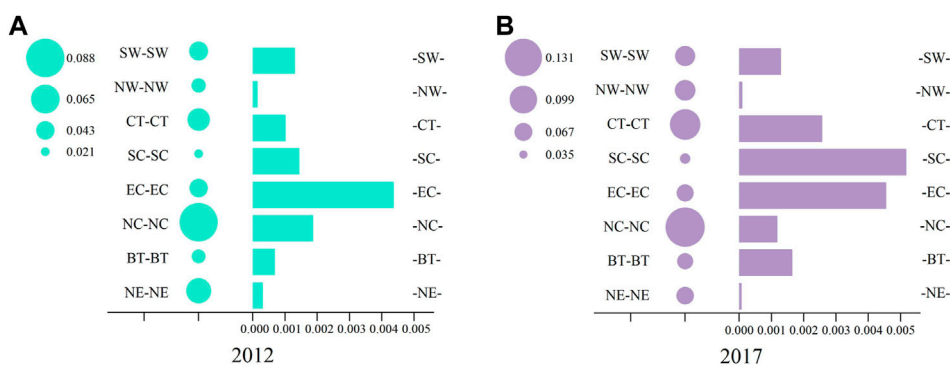 A
0.088
0.065
0.043
0.021
SW-SW
NW-NW
CT-CT
SC-SC
EC-EC
NC-NC
BT-BT
NE-NE
-SW-
-NW-
-CT-
-SC-
-EC-
-NC-
-BT-
-NE-
0.000 0.001 0.002 0.003 0.004 0.005
2012
B
0.131
0.099
0.067
0.035
SW-SW
NW-NW
CT-CT
SC-SC
EC-EC
NC-NC
BT-BT
NE-NE
-SW-
-NW-
-CT-
-SC-
-EC-
-NC-
-BT-
-NE-
0.000 0.001 0.002 0.003 0.004 0.005
2017